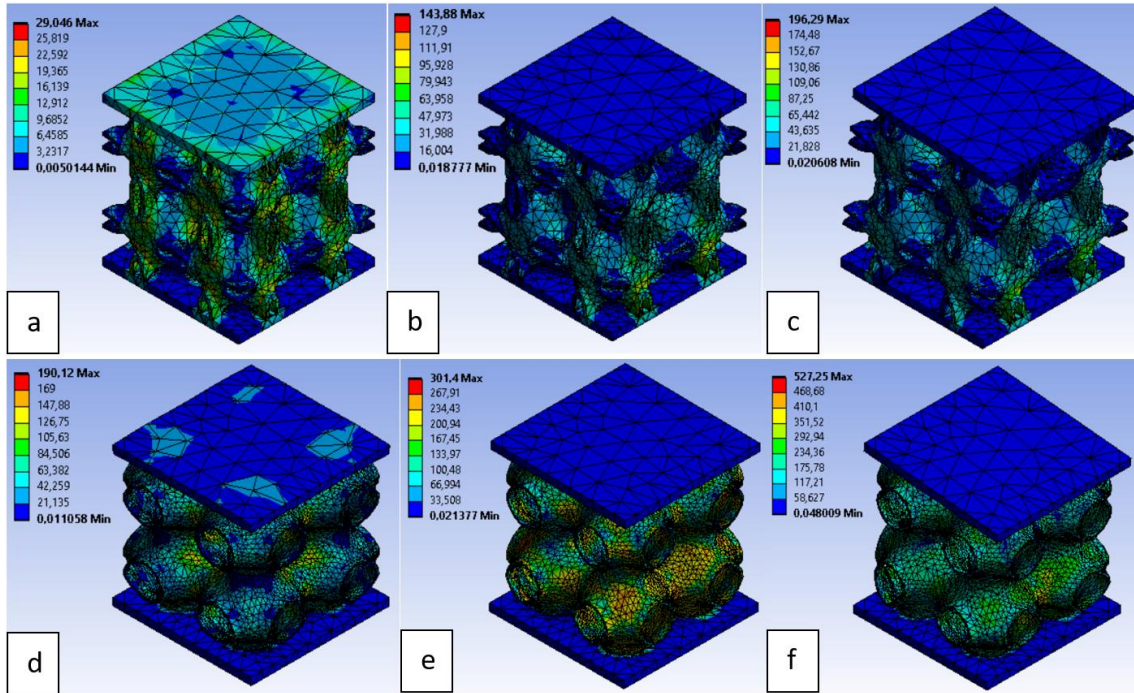 29,046 Max
25,819
22,592
19,365
16,139
12,912
9,6852
6,4585
3,2317
0,0050144 Min
a
143,88 Max
127,9
111,91
95,928
79,943
63,958
47,973
31,988
16,004
0,018777 Min
b
196,29 Max
174,48
152,67
130,86
109,06
87,25
65,442
43,635
21,828
0,020608 Min
c
190,12 Max
169
147,88
126,75
105,63
84,506
63,382
42,259
21,135
0,011058 Min
d
301,4 Max
267,91
234,43
200,94
167,45
133,97
100,48
66,994
33,508
0,021377 Min
e
527,25 Max
468,68
410,1
351,52
292,94
234,36
175,78
117,21
58,627
0,048009 Min
f